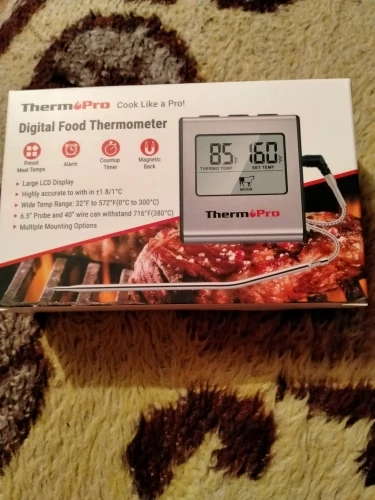 ThermoPro Cook Like a Pro!
Digital Food Thermometer
Preset Meat Temps
Alarm
Countup Timer
Magnetic Back
Large LCD Display
Highly accurate to with in ±1.8/1°C
Wide Temp Range: 32°F to 572°F(0°C to 300°C)
6.5" Probe and 40" wire can withstand 716°F(380°C)
Multiple Mounting Options
85°F 160°F
THERMO TEMP SET TEMP
MEDIUM
ThermoPro